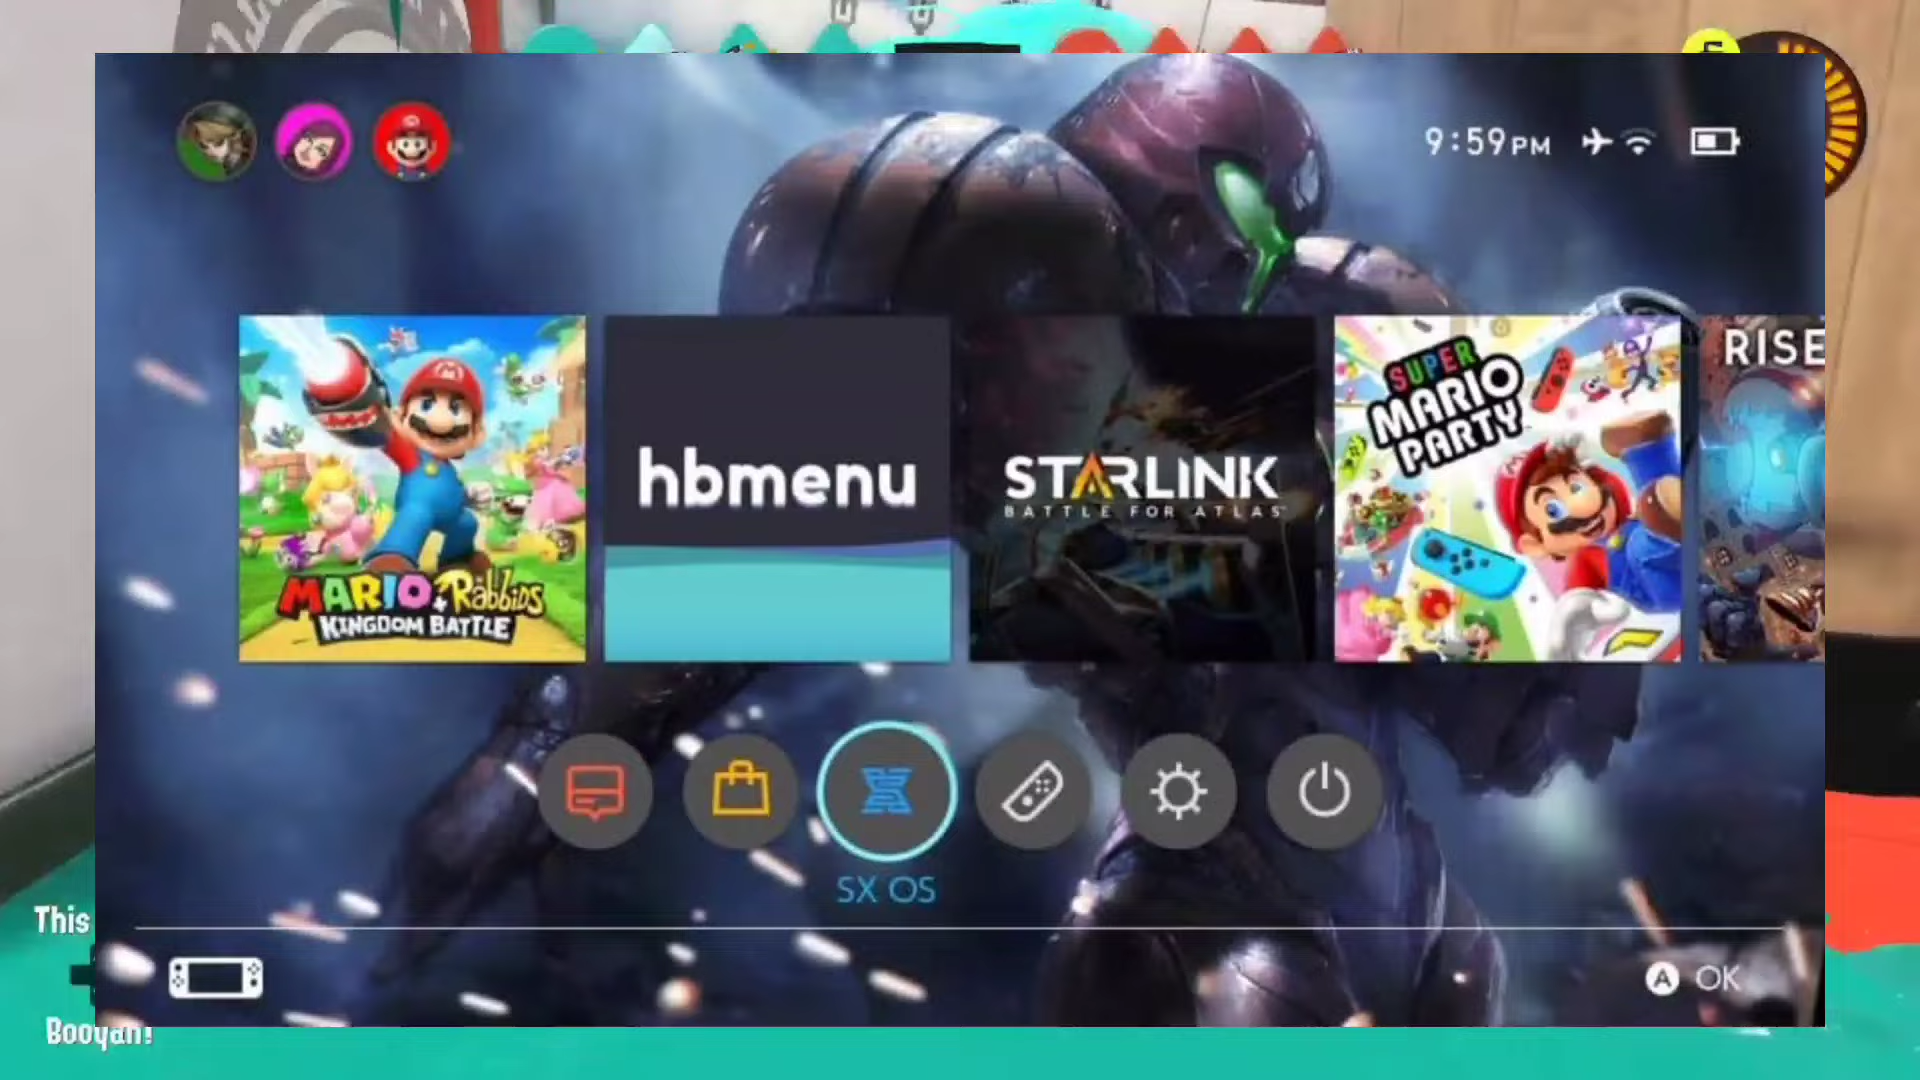 9:59PM
MARIO + Rabbids
KINGDOM BATTLE
hbmenu
STARLINK
BATTLE FOR ATLAS
SUPER
MARIO
PARTY
RISE
SX OS
This
A OK
Booyah!